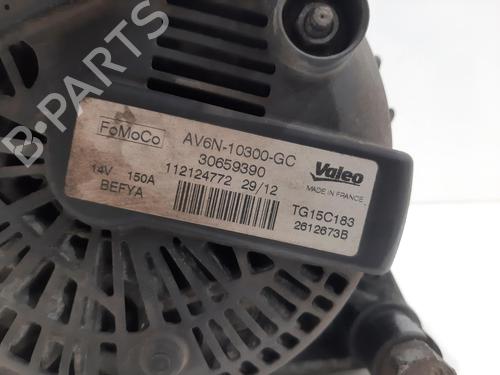 B-PARTS
FoMoCo
AV6N-10300-GC
30659390
14V 150A
112124772 29/12
BEFYA
Valeo
MADE IN FRANCE
TG15C183
2612673B